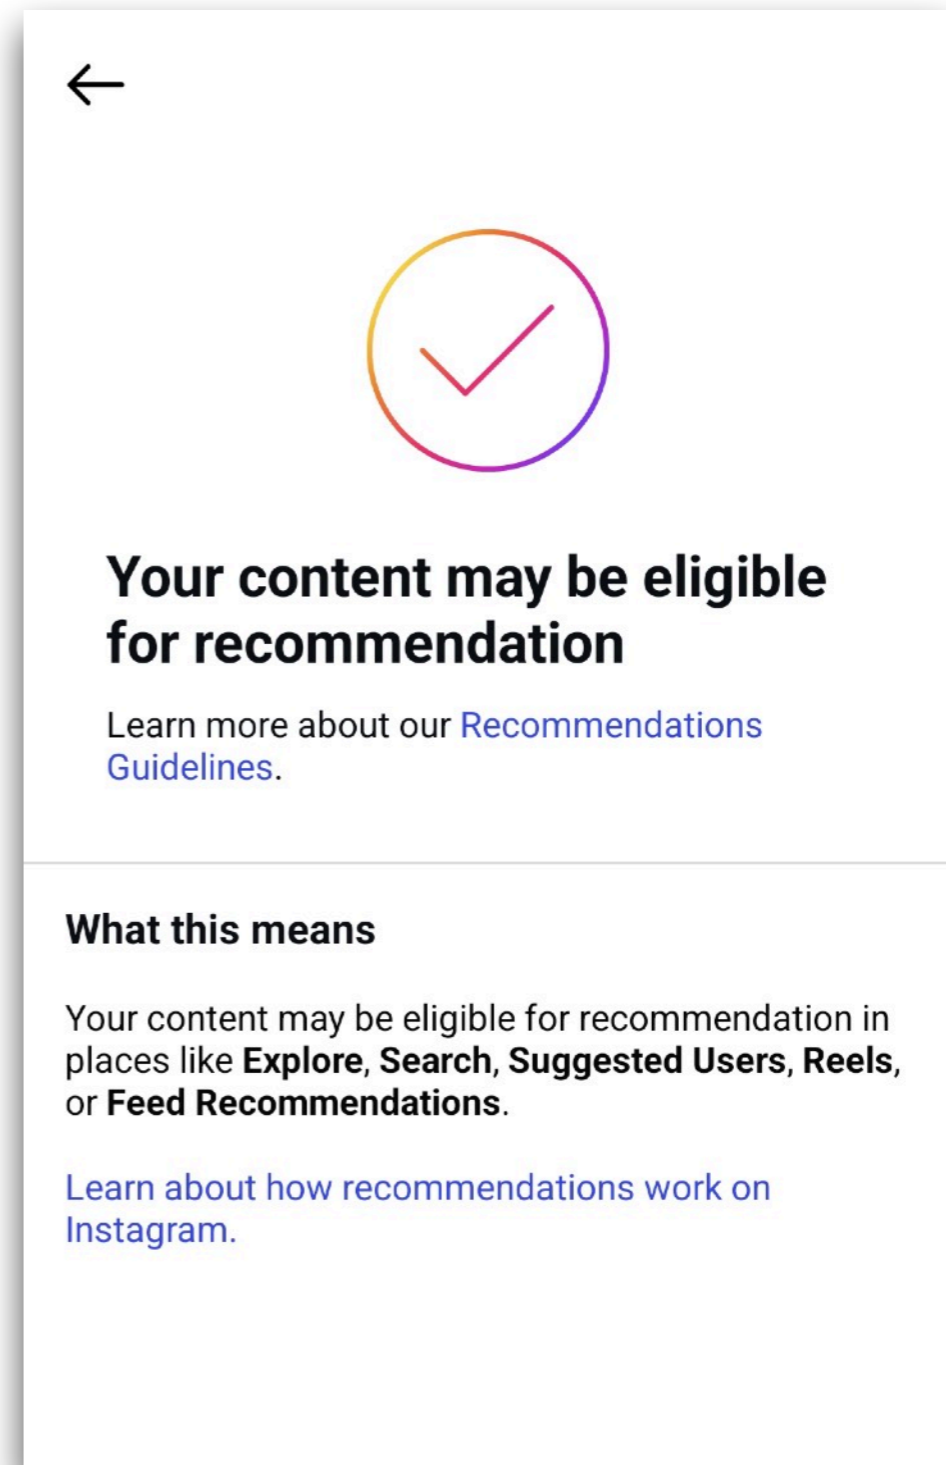 Your content may be eligible
for recommendation
Learn more about our Recommendations
Guidelines.
What this means
Your content may be eligible for recommendation in
places like Explore, Search, Suggested Users, Reels,
or Feed Recommendations.
Learn about how recommendations work on
Instagram.